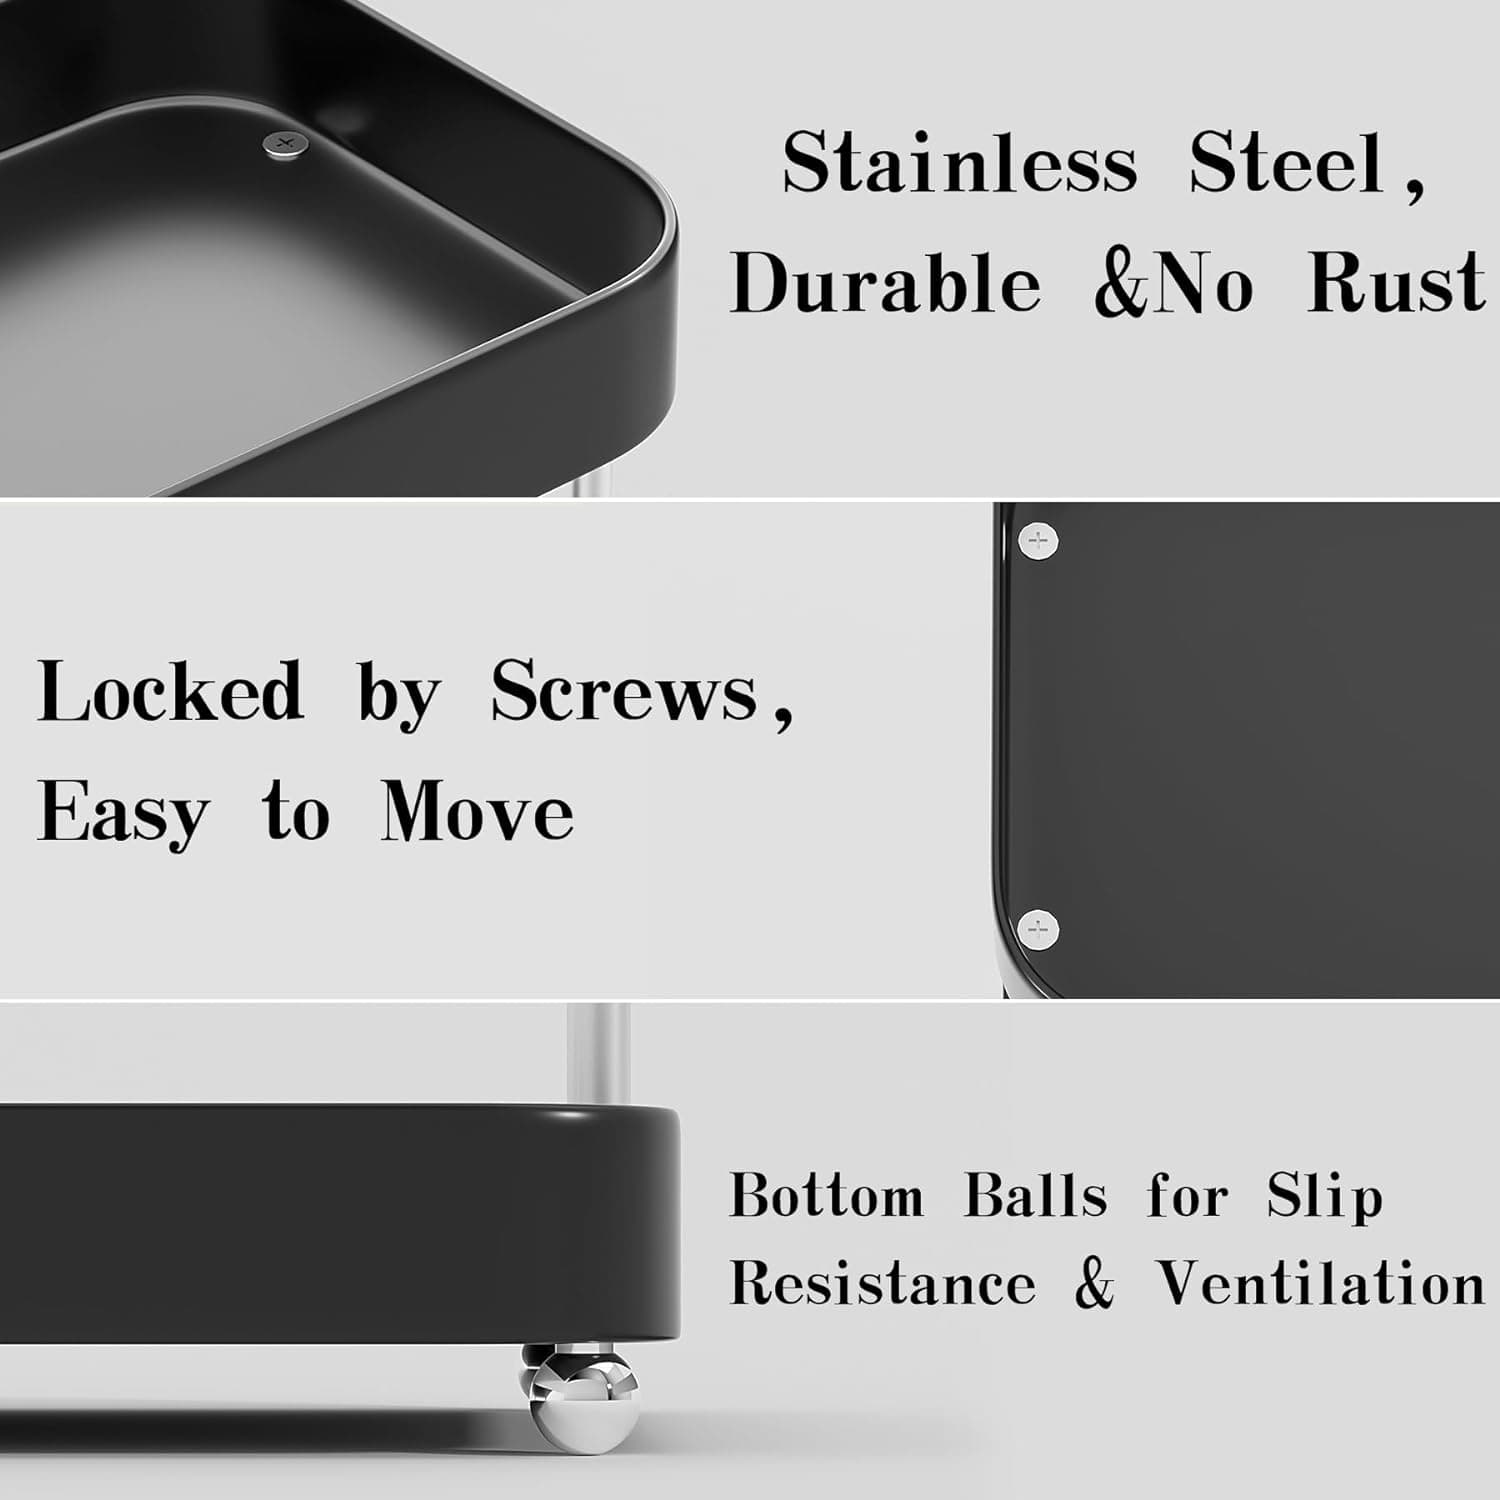 Stainless Steel,
Durable &No Rust
Locked by Screws,
Easy to Move
Bottom Balls for Slip
Resistance & Ventilation